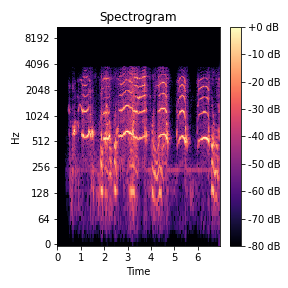 Spectrogram
+0 dB
8192
-10 dB
4096
-20 dB
2048
-30 dB
1024
Hz
-40 dB
512
-50 dB
256
128
-60 dB
64
-70 dB
0
-80 dB
0 1 2 3 4 5 6
Time